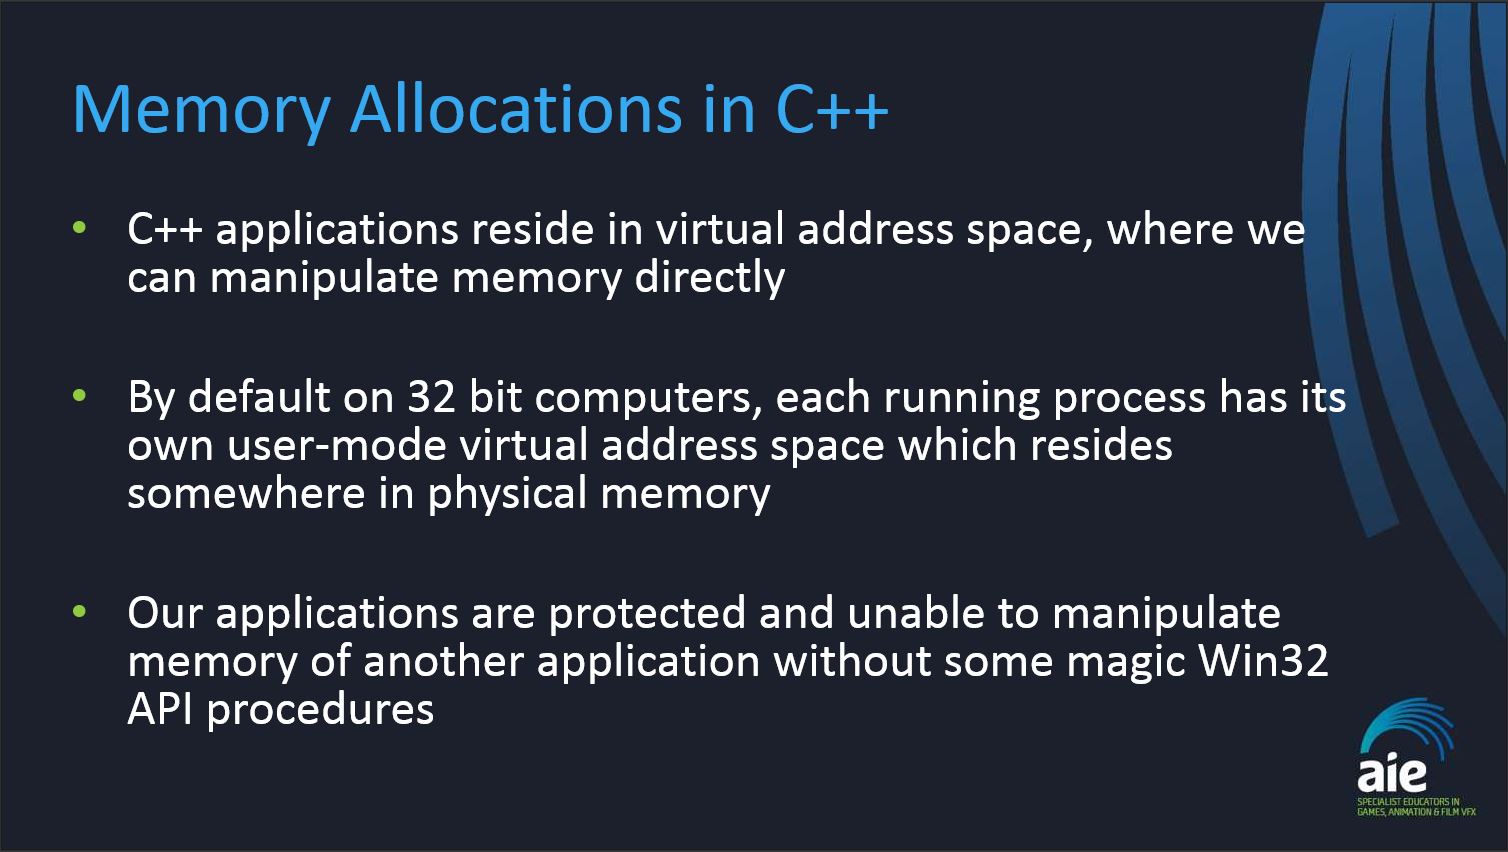 Memory Allocations in C++
• C++ applications reside in virtual address space, where we
can manipulate memory directly
• By default on 32 bit computers, each running process has its
own user-mode virtual address space which resides
somewhere in physical memory
• Our applications are protected and unable to manipulate
memory of another application without some magic Win32
API procedures
aie
SPECIALIST EDUCATORS IN
GAMES, ANIMATION & FILM VFX